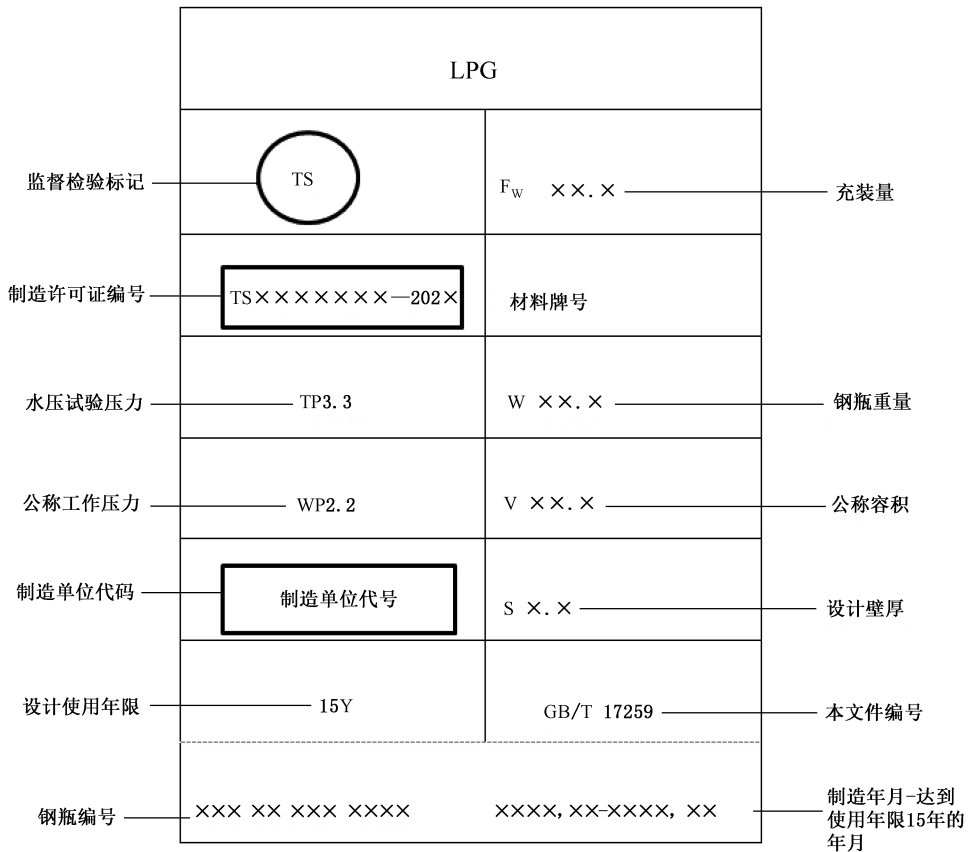 LPG
监督检验标记
TS
FW ××.×
充装量
制造许可证编号
TS×××××××—202×
材料牌号
水压试验压力
TP3.3
W ××.×
钢瓶重量
公称工作压力
WP2.2
V ××.×
公称容积
制造单位代码
制造单位代号
S ×.×
设计壁厚
设计使用年限
15Y
GB/T 17259
本文件编号
钢瓶编号
××× ×× ××× ××××
××××,××-××××,××
制造年月-达到
使用年限15年的
年月